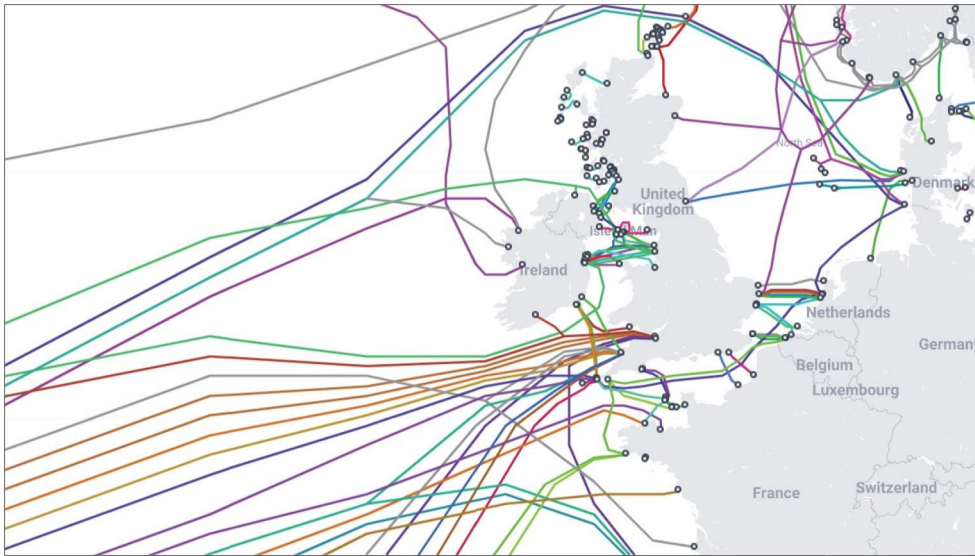 North Sea
Denmark
United
Kingdom
Isle of Man
Ireland
Netherlands
Germany
Belgium
Luxembourg
France
Switzerland